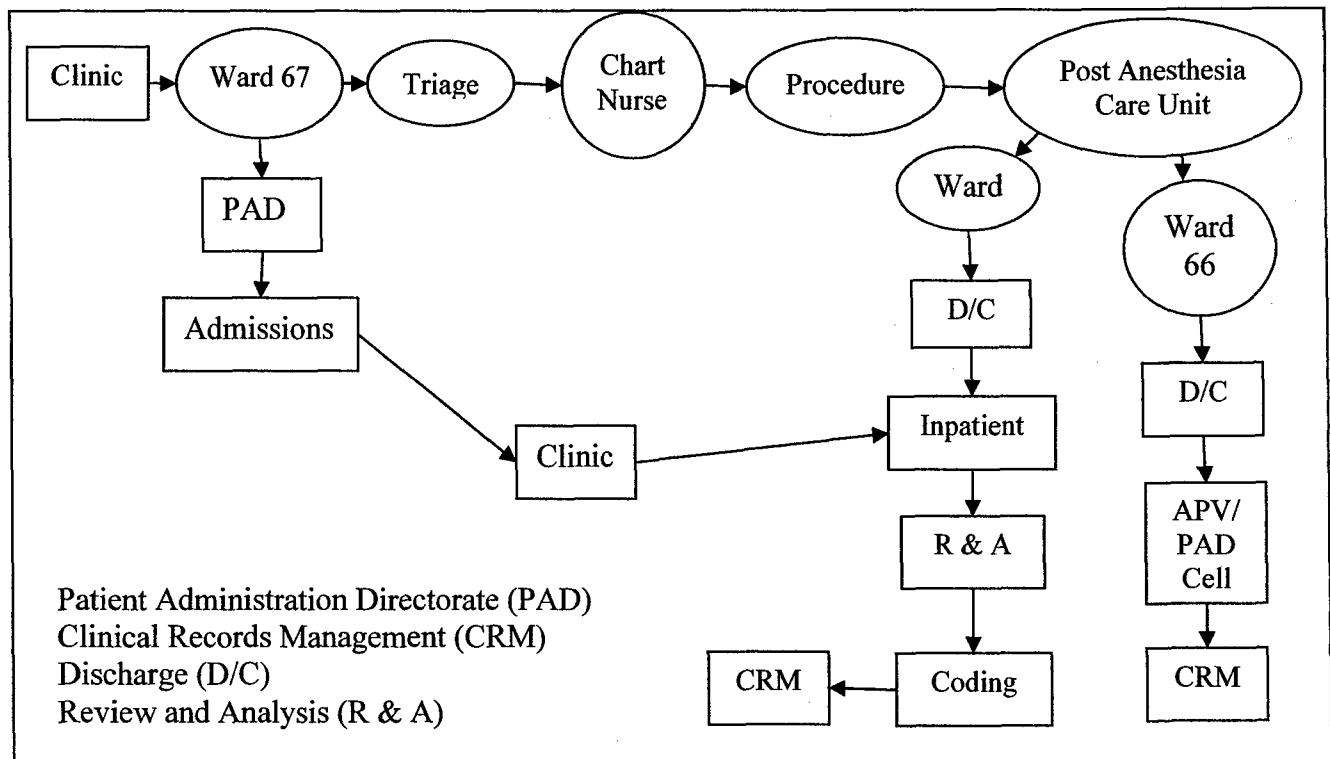 Clinic
Ward 67
Triage
Chart
Nurse
Procedure
Post Anesthesia
Care Unit
PAD
Admissions
Clinic
Ward
D/C
Inpatient
R & A
Coding
CRM
Ward
66
D/C
APV/
PAD
Cell
CRM
Patient Administration Directorate (PAD)
Clinical Records Management (CRM)
Discharge (D/C)
Review and Analysis (R & A)